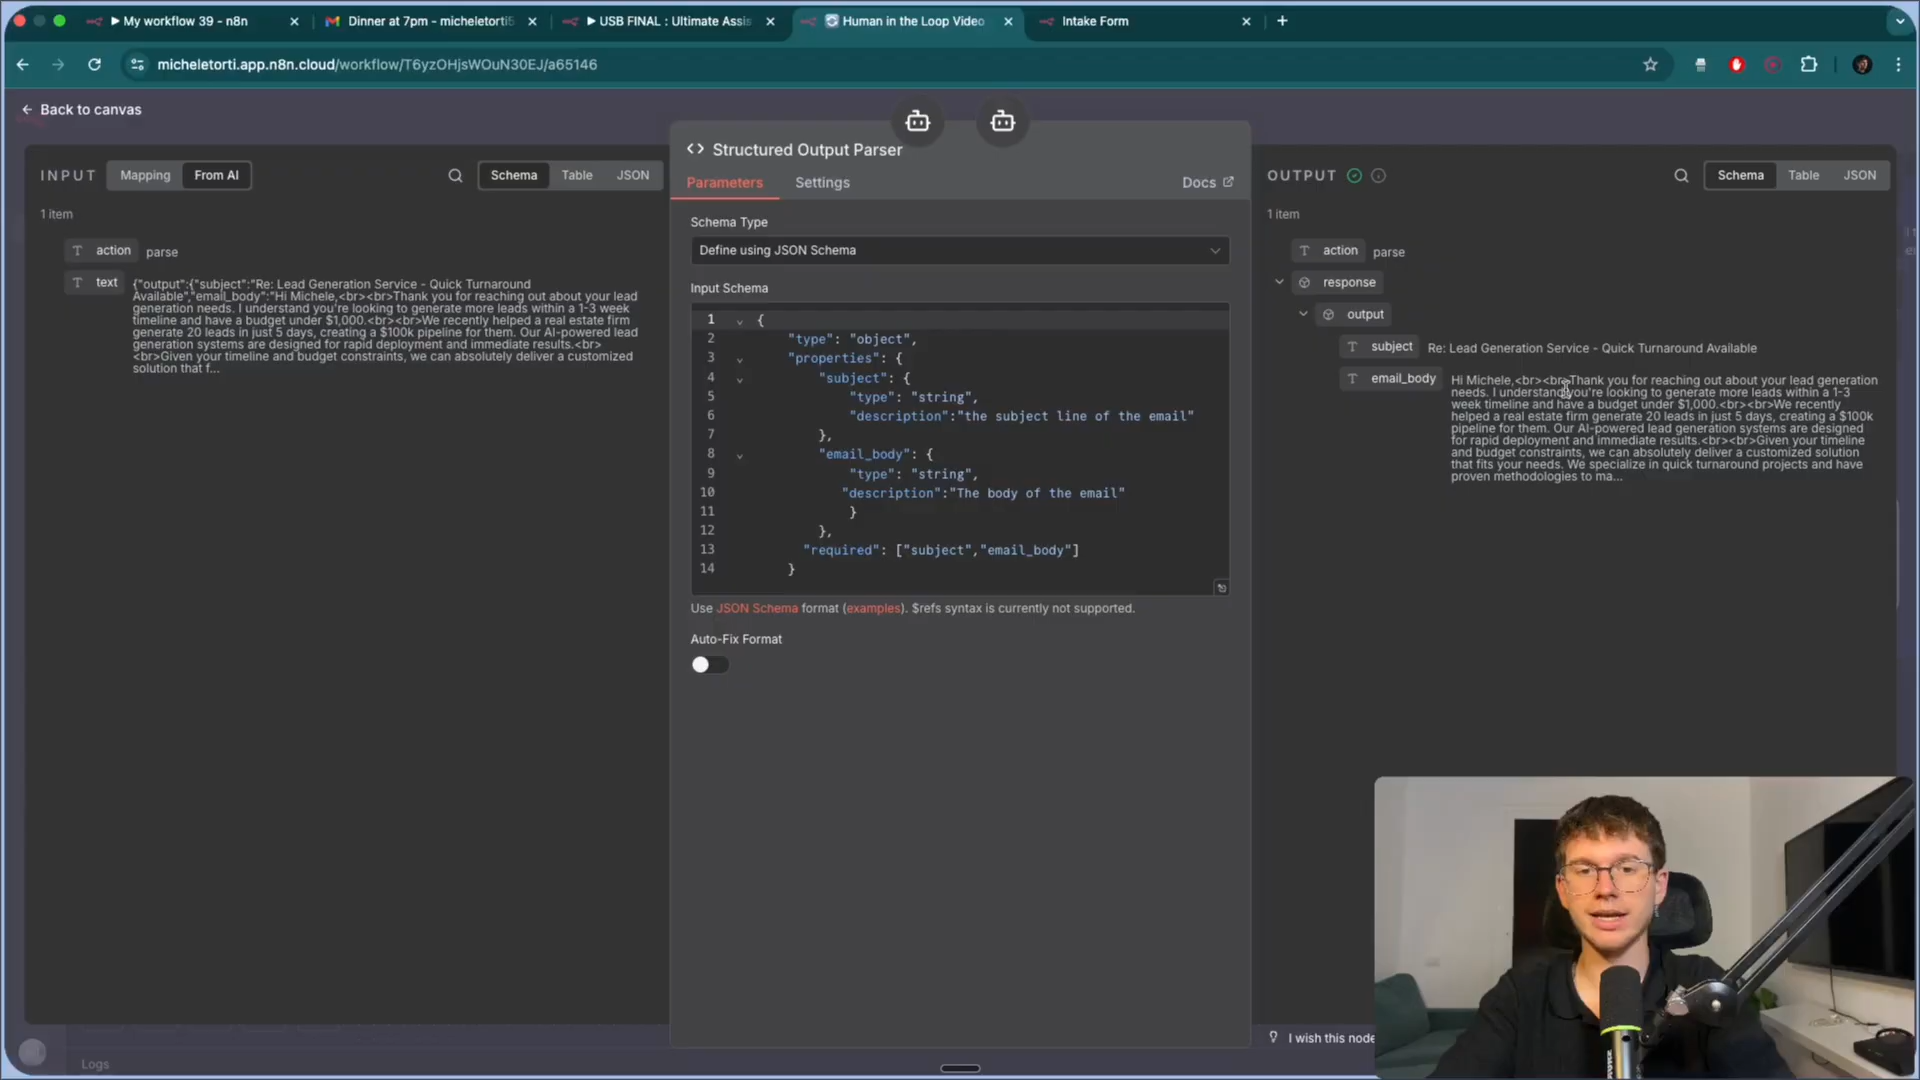 My workflow 39 - n8n
Dinner at 7pm - micheletorti5
USB FINAL : Ultimate Assis
Human in the Loop Video
Intake Form
micheletorti.app.n8n.cloud/workflow/T6yzOHjsWOuN30EJ/a65146
Back to canvas
INPUT
Mapping
From AI
Schema
Table
JSON
1 item
action
parse
text
{"output":{"subject":"Re: Lead Generation Service - Quick Turnaround
Available","email_body":"Hi Michele,<br><br>Thank you for reaching out about your lead
generation needs. I understand you're looking to generate more leads within a 1-3 week
timeline and have a budget under $1,000.<br><br>We recently helped a real estate firm
generate 20 leads in just 5 days, creating a $100k pipeline for them. Our AI-powered lead
generation systems are designed for rapid deployment and immediate results.<br>
<br>Given your timeline and budget constraints, we can absolutely deliver a customized
solution that f...
Structured Output Parser
Parameters
Settings
Docs
Schema Type
Define using JSON Schema
Input Schema
1 {
2 "type": "object",
3 "properties": {
4 "subject": {
5 "type": "string",
6 "description":"the subject line of the email"
7 },
8 "email_body": {
9 "type": "string",
10 "description":"The body of the email"
11 }
12 },
13 "required": ["subject","email_body"]
14 }
Use JSON Schema format (examples). $refs syntax is currently not supported.
Auto-Fix Format
OUTPUT
Schema
Table
JSON
1 item
action
parse
response
output
subject
Re: Lead Generation Service - Quick Turnaround Available
email_body
Hi Michele,<br><br>Thank you for reaching out about your lead generation
needs. I understand you're looking to generate more leads within a 1-3
week timeline and have a budget under $1,000.<br><br>We recently
helped a real estate firm generate 20 leads in just 5 days, creating a $100k
pipeline for them. Our AI-powered lead generation systems are designed
for rapid deployment and immediate results.<br><br>Given your timeline
and budget constraints, we can absolutely deliver a customized solution
that fits your needs. We specialize in quick turnaround projects and have
proven methodologies to ma...
I wish this node
Logs